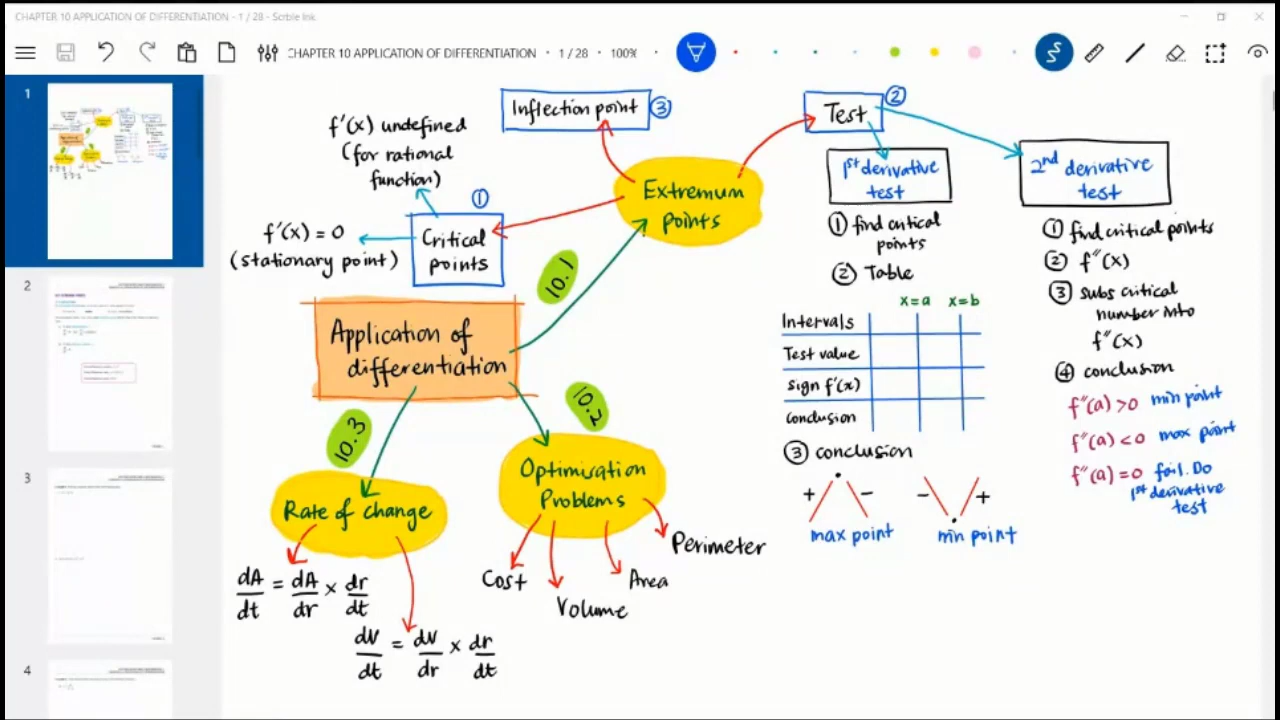 CHAPTER 10 APPLICATION OF DIFFERENTIATION - 1 / 28 - Scrble Ink
CHAPTER 10 APPLICATION OF DIFFERENTIATION • 1 / 28 • 100%
1
2
3
4
Inflection point ③
Test ②
f'(x) undefined
(for rational
function)
①
Critical
points
f'(x) = 0
(stationary point)
Extremum
points
10.1
Application of
differentiation
10.2
10.3
Rate of change
Optimisation
Problems
Perimeter
Cost
Area
Volume
dA/dt = dA/dr × dr/dt
dV/dt = dV/dr × dr/dt
1st derivative
test
① find critical
points
② Table
x=a x=b
Intervals
Test value
Sign f'(x)
Conclusion
③ conclusion
+ −
max point
− +
min point
2nd derivative
test
① find critical points
② f''(x)
③ subs critical
number into
f''(x)
④ conclusion
f''(a) > 0 min point
f''(a) < 0 max point
f''(a) = 0 fail. Do
1st derivative
test